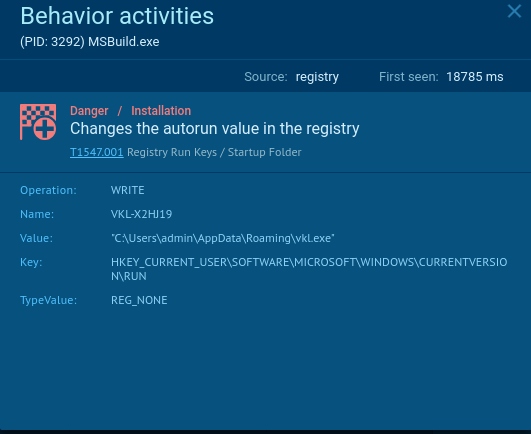 Behavior activities
(PID: 3292) MSBuild.exe
Source: registry First seen: 18785 ms
Danger / Installation
Changes the autorun value in the registry
T1547.001 Registry Run Keys / Startup Folder
Operation: WRITE
Name: VKL-X2HJ19
Value: "C:\Users\admin\AppData\Roaming\vkl.exe"
Key: HKEY_CURRENT_USER\SOFTWARE\MICROSOFT\WINDOWS\CURRENTVERSIO
N\RUN
TypeValue: REG_NONE